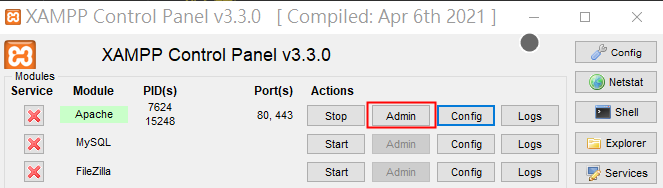 XAMPP Control Panel v3.3.0 [ Compiled: Apr 6th 2021 ]
XAMPP Control Panel v3.3.0
Config
Modules
Service Module PID(s) Port(s) Actions
Netstat
Apache 7624 15248 80, 443 Stop Admin Config Logs
Shell
MySQL Start Admin Config Logs
Explorer
FileZilla Start Admin Config Logs
Services